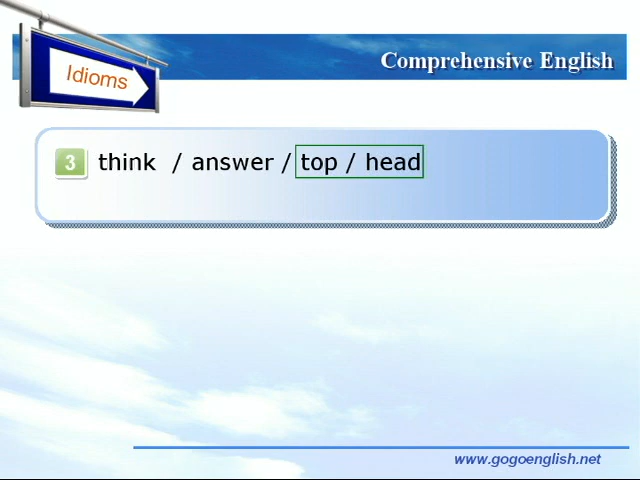 Comprehensive English
Idioms
3 think / answer / top / head
www.gogoenglish.net